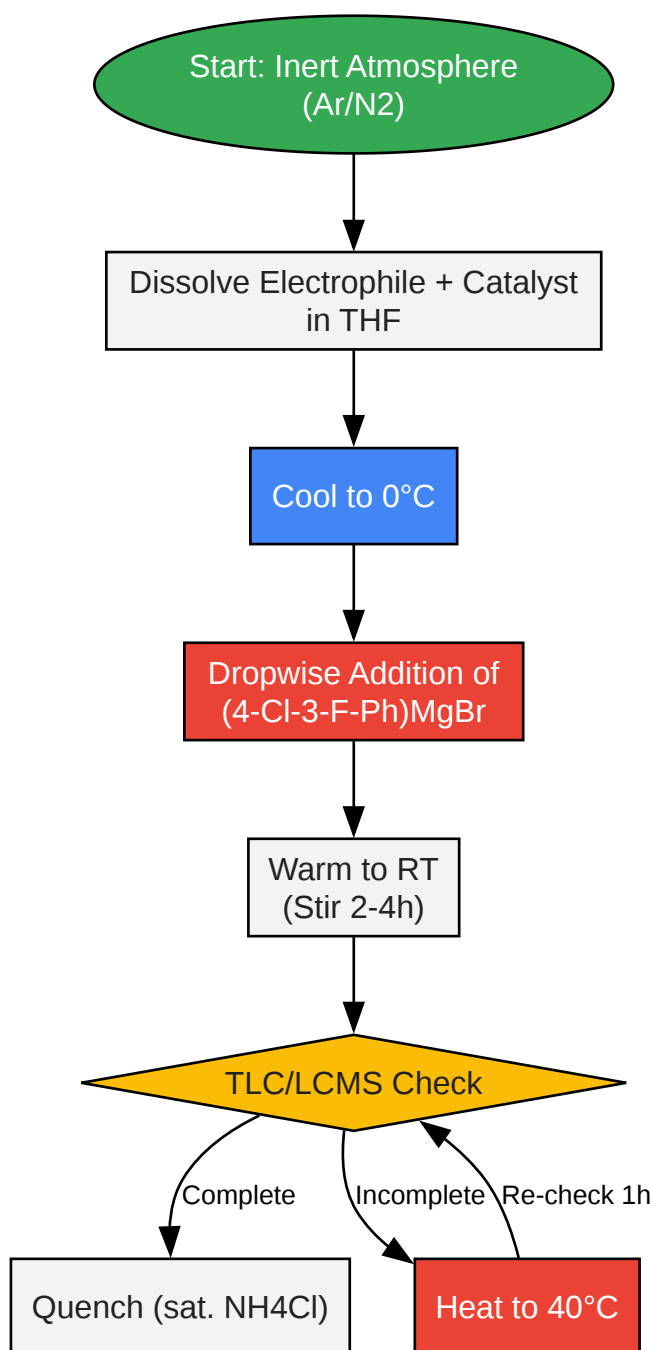 Start: Inert Atmosphere
(Ar/N2)
Dissolve Electrophile + Catalyst
in THF
Cool to 0°C
Dropwise Addition of
(4-Cl-3-F-Ph)MgBr
Warm to RT
(Stir 2-4h)
TLC/LCMS Check
Complete
Incomplete
Re-check 1h
Quench (sat. NH4Cl)
Heat to 40°C